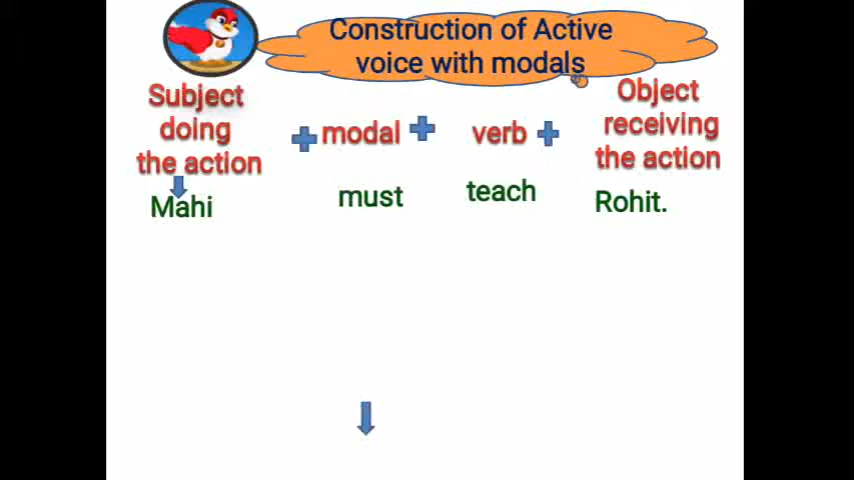 Construction of Active
voice with modals
Subject
doing
the action
+ modal + verb +
Object
receiving
the action
Mahi must teach Rohit.